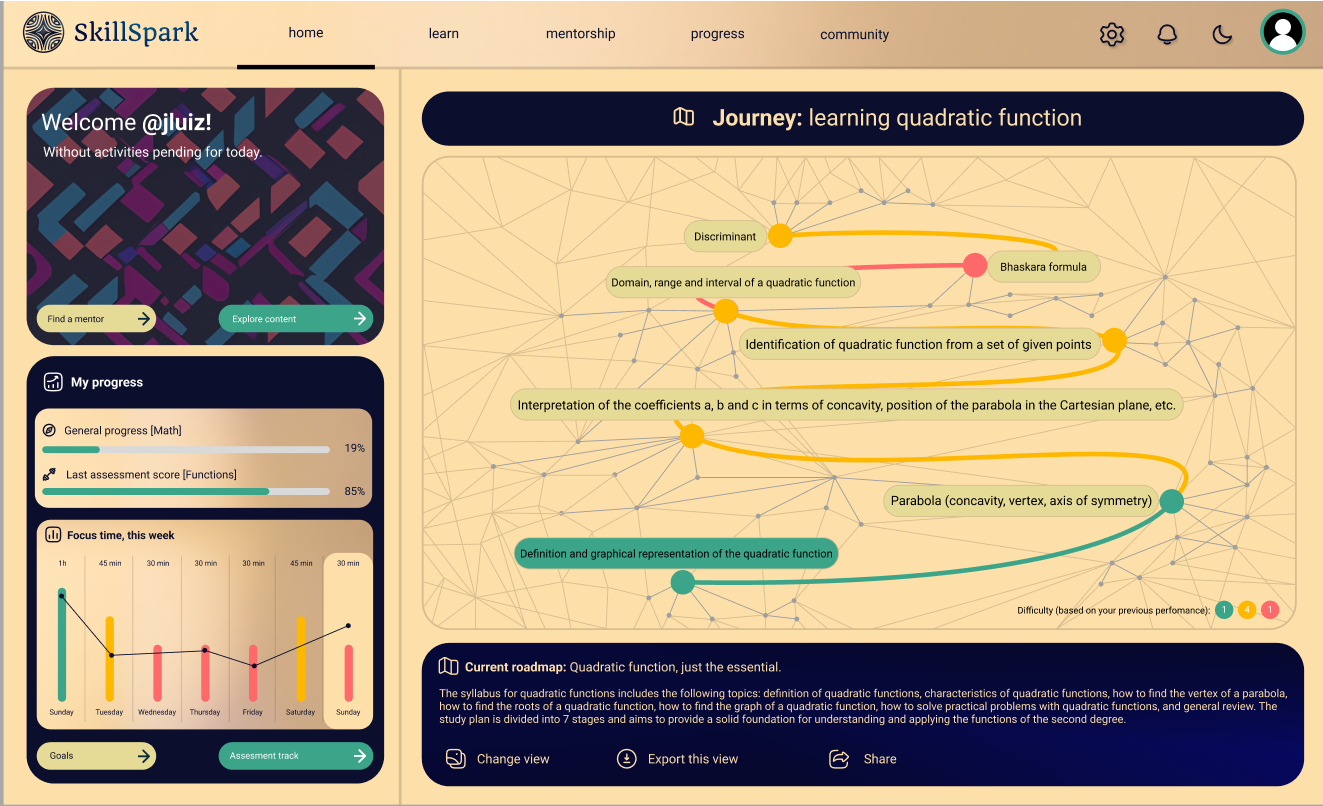 SkillSpark
home
learn
mentorship
progress
community
Welcome @jluiz!
Without activities pending for today.
Find a mentor
Explore content
My progress
General progress [Math]
19%
Last assessment score [Functions]
85%
Focus time, this week
1h
45 min
30 min
30 min
30 min
45 min
30 min
Sunday
Tuesday
Wednesday
Thursday
Friday
Saturday
Sunday
Goals
Assesment track
Journey: learning quadratic function
Discriminant
Bhaskara formula
Domain, range and interval of a quadratic function
Identification of quadratic function from a set of given points
Interpretation of the coefficients a, b and c in terms of concavity, position of the parabola in the Cartesian plane, etc.
Parabola (concavity, vertex, axis of symmetry)
Definition and graphical representation of the quadratic function
Difficulty (based on your previous perfomance): 1 4 1
Current roadmap: Quadratic function, just the essential.
The syllabus for quadratic functions includes the following topics: definition of quadratic functions, characteristics of quadratic functions, how to find the vertex of a parabola,
how to find the roots of a quadratic function, how to find the graph of a quadratic function, how to solve practical problems with quadratic functions, and general review. The
study plan is divided into 7 stages and aims to provide a solid foundation for understanding and applying the functions of the second degree.
Change view
Export this view
Share